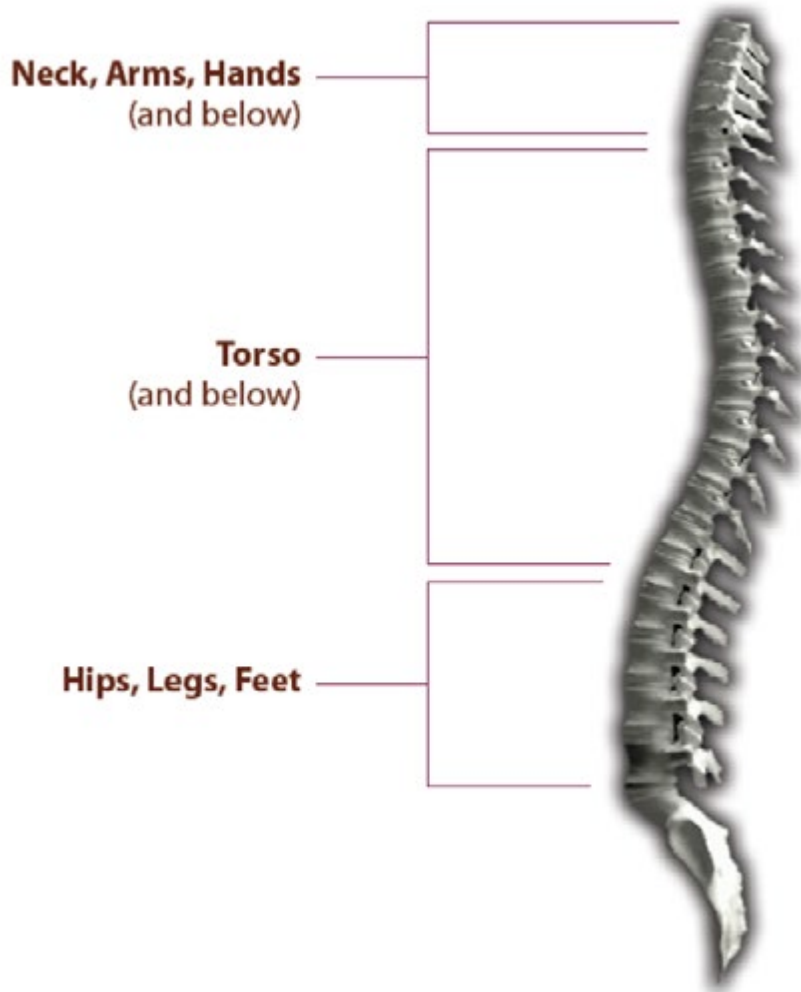 Neck, Arms, Hands
(and below)
Torso
(and below)
Hips, Legs, Feet